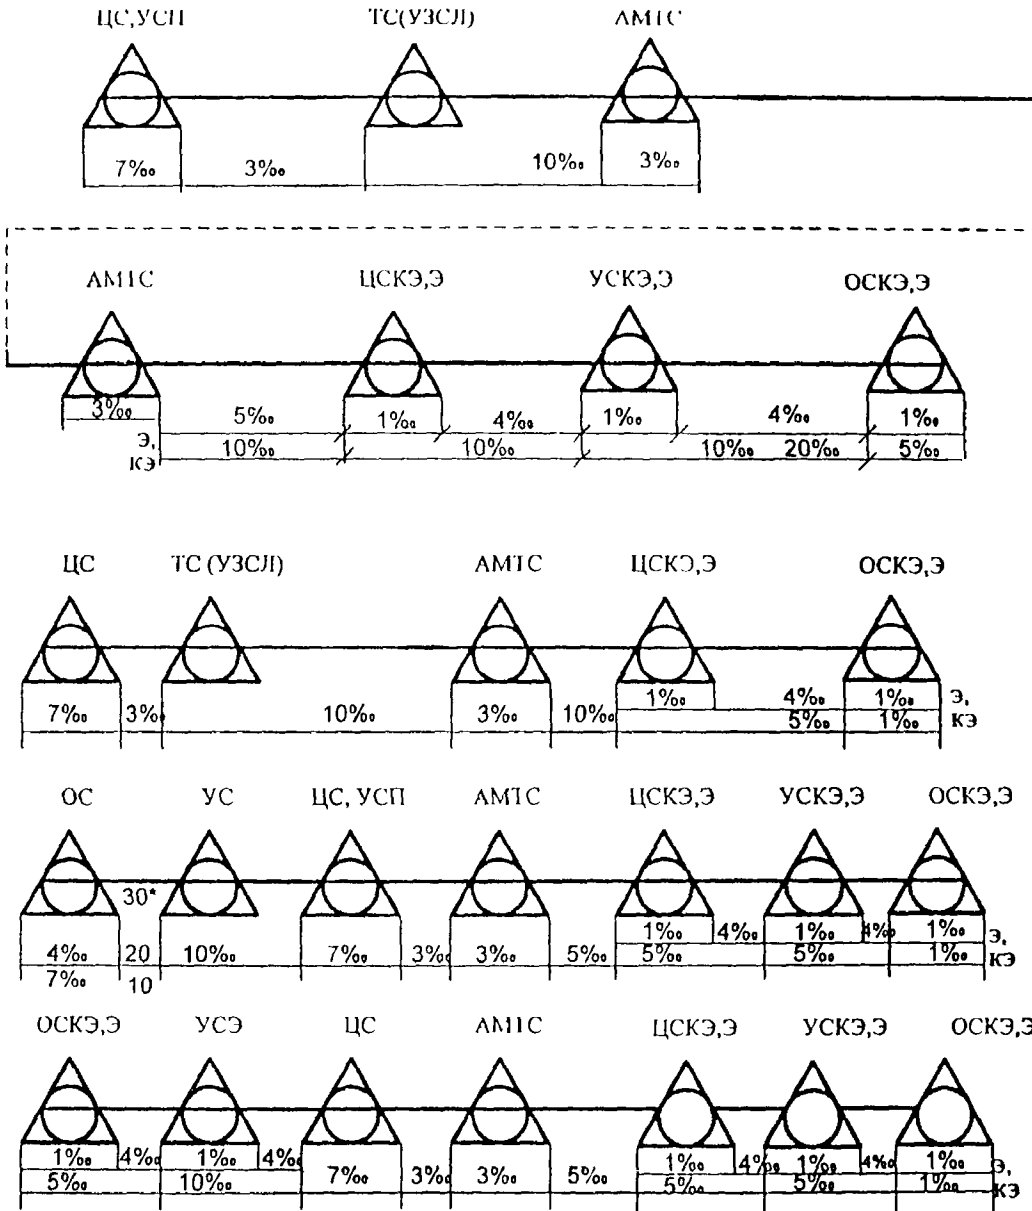 ЦС,УСП ТС(УЗСЛ) АМТС
7‰ 3‰ 10‰ 3‰
АМТС ЦСКЭ,Э УСКЭ,Э ОСКЭ,Э
3‰ 5‰ 1‰ 4‰ 1‰ 4‰ 1‰
Э, КЭ 10‰ 10‰ 10‰ 20‰ 5‰
ЦС ТС (УЗСЛ) АМТС ЦСКЭ,Э ОСКЭ,Э
1‰ 4‰ 1‰ Э,
7‰ 3‰ 10‰ 3‰ 10‰ 5‰ 1‰ КЭ
ОС УС ЦС, УСП АМТС ЦСКЭ,Э УСКЭ,Э ОСКЭ,Э
30*
1‰ 4‰ 1‰ 4‰ 1‰ Э,
4‰ 20 10‰ 7‰ 3‰ 3‰ 5‰ 5‰ 5‰ 1‰ КЭ
7‰ 10
ОСКЭ,Э УСЭ ЦС АМТС ЦСКЭ,Э УСКЭ,Э ОСКЭ,Э
1‰ 4‰ 1‰ 4‰ 1‰ 4‰ 1‰ 4‰ 1‰ Э,
5‰ 10‰ 7‰ 3‰ 3‰ 5‰ 5‰ 5‰ 1‰ КЭ